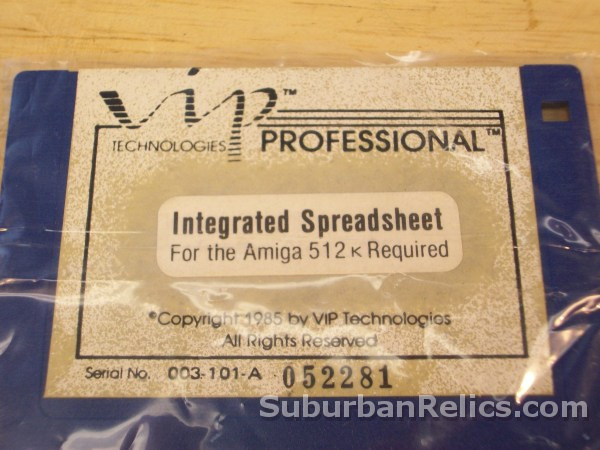 vip™
TECHNOLOGIES PROFESSIONAL™
Integrated Spreadsheet
For the Amiga 512 K Required
©Copyright 1985 by VIP Technologies
All Rights Reserved
Serial No. 003-101-A 052281
SuburbanRelics.com